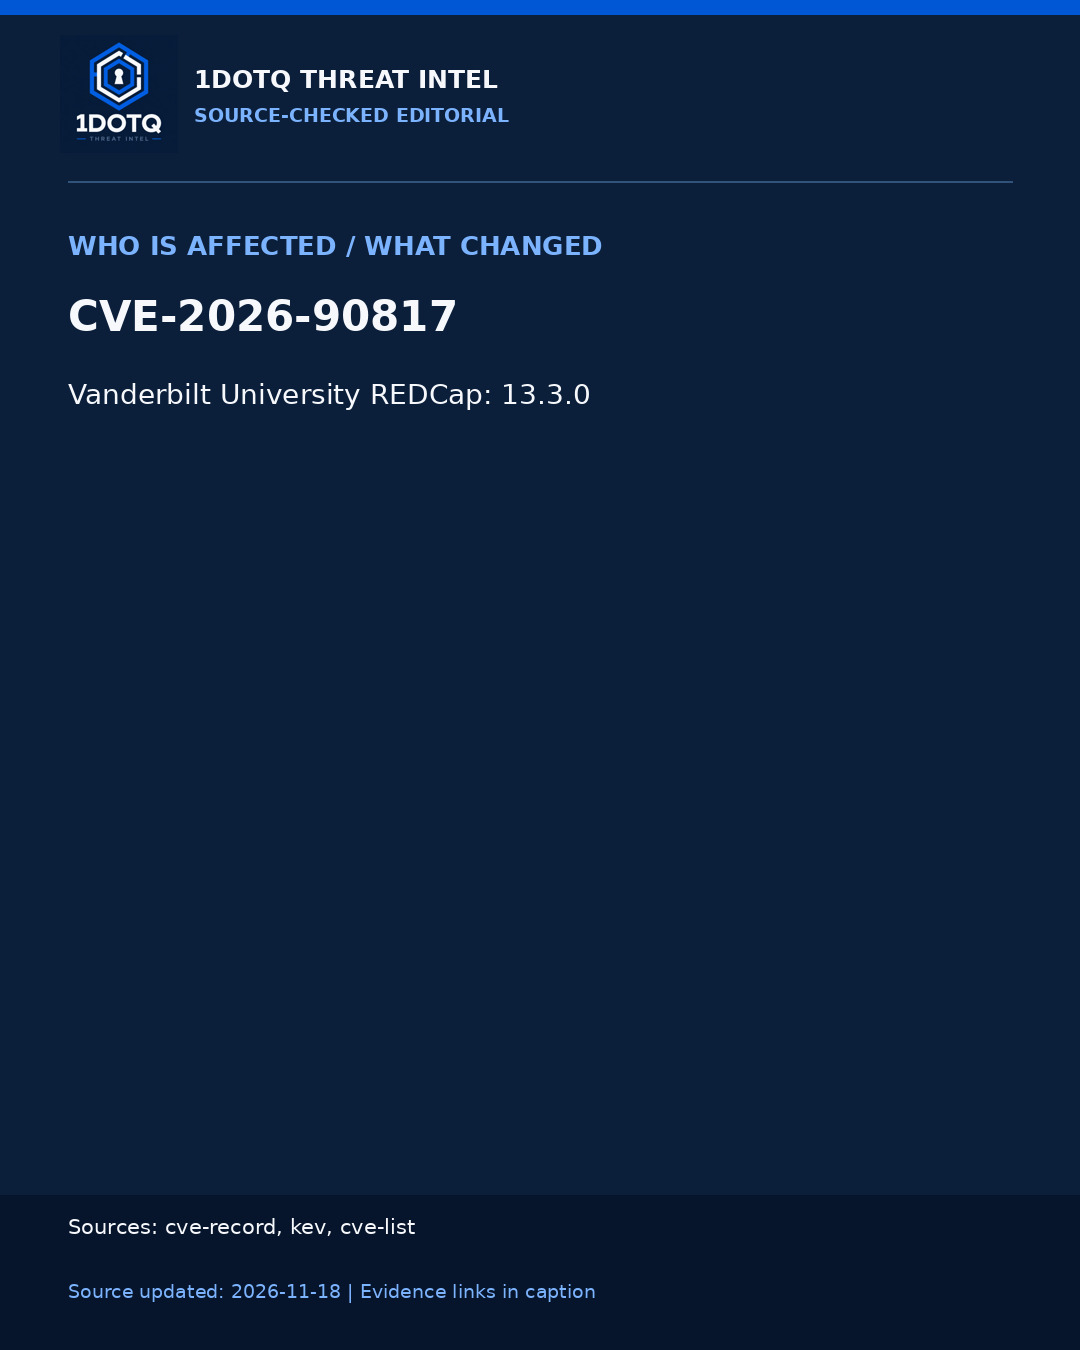 1DOTQ
THREAT INTEL
1DOTQ THREAT INTEL
SOURCE-CHECKED EDITORIAL
WHO IS AFFECTED / WHAT CHANGED
CVE-2026-90817
Vanderbilt University REDCap: 13.3.0
Sources: cve-record, kev, cve-list
Source updated: 2026-11-18 | Evidence links in caption